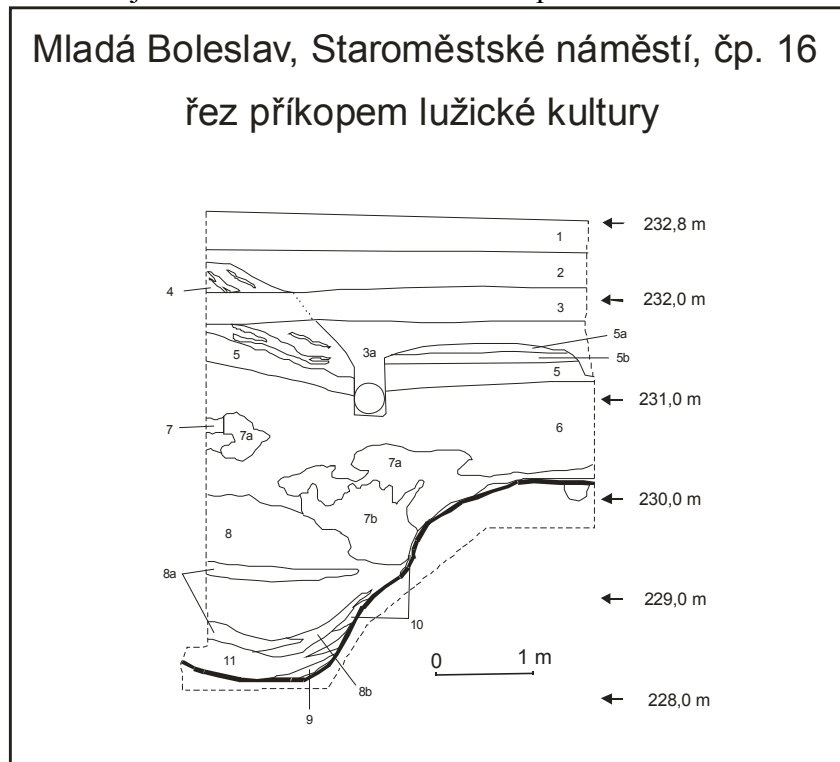 Mladá Boleslav, Staroměstské náměstí, čp. 16
řez příkopem lužické kultury
232,8 m
1
2
4
3
232,0 m
5a
3a
5b
5
5
231,0 m
7
7a
6
7a
230,0 m
7b
8
8a
229,0 m
10
11
0 1 m
8b
228,0 m
9